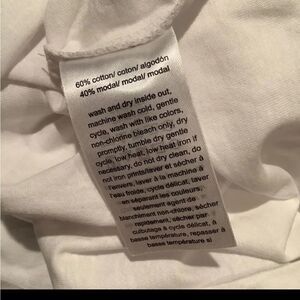 60% cotton/ coton/ algodón
40% modal/ modal/ modal
wash and dry inside out,
machine wash cold, gentle
cycle, wash with like colors,
non-chlorine bleach only, dry
promptly, tumble dry gentle
cycle, low heat, low heat iron if
necessary, do not dry clean, do
not iron prints/laver et sécher à
l'envers, laver à la machine à
l'eau froide, cycle délicat, laver
en séparant les couleurs,
seulement agent de
blanchiment non-chlore, sécher
rapidement, sécher par
culbutage à cycle délicat, à
basse température, repasser à
basse température si